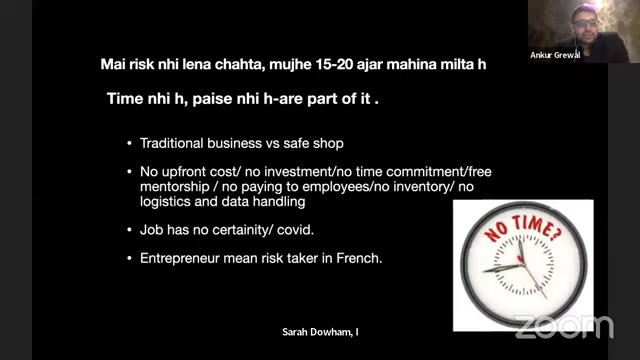 Ankur Grewal
Mai risk nhi lena chahta, mujhe 15-20 ajar mahina milta h
Time nhi h, paise nhi h-are part of it .
• Traditional business vs safe shop
• No upfront cost/ no investment/no time commitment/free
mentorship / no paying to employees/no inventory/ no
logistics and data handling
• Job has no certainity/ covid.
• Entrepreneur mean risk taker in French.
NO TIME?
zoom
Sarah Dowham, I